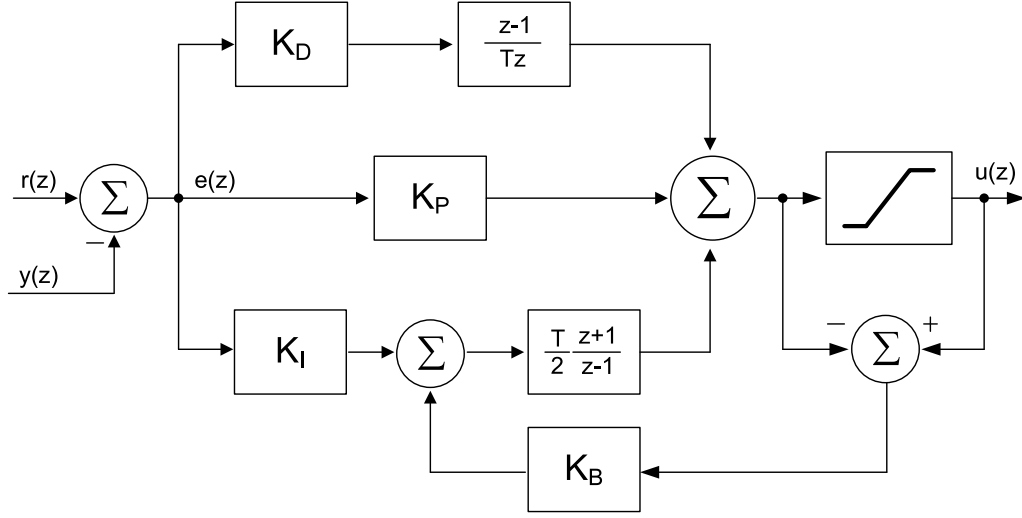 K_D
z-1
Tz
r(z)
Σ
e(z)
K_P
Σ
u(z)
−
y(z)
K_I
Σ
T
2
z+1
z-1
−
Σ
+
K_B